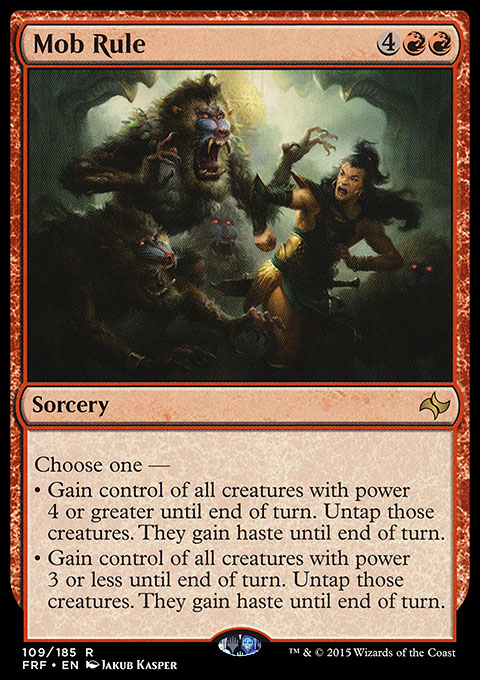 Mob Rule 4
Sorcery
Choose one —
• Gain control of all creatures with power
4 or greater until end of turn. Untap those
creatures. They gain haste until end of turn.
• Gain control of all creatures with power
3 or less until end of turn. Untap those
creatures. They gain haste until end of turn.
109/185 R
FRF • EN Jakub Kasper ™ & © 2015 Wizards of the Coast